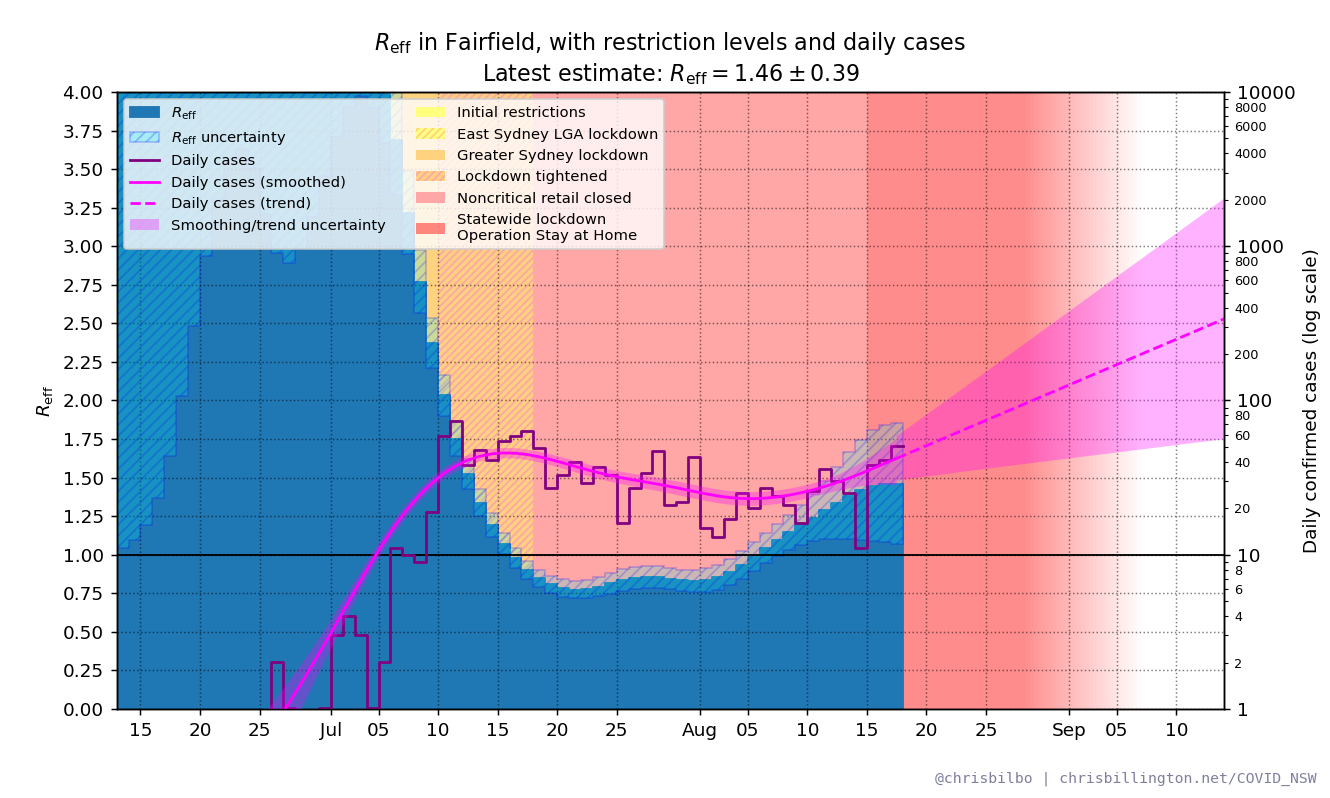 Reff in Fairfield, with restriction levels and daily cases
Latest estimate: Reff = 1.46 ± 0.39
Reff
Reff uncertainty
Daily cases
Daily cases (smoothed)
Daily cases (trend)
Smoothing/trend uncertainty
Initial restrictions
East Sydney LGA lockdown
Greater Sydney lockdown
Lockdown tightened
Noncritical retail closed
Statewide lockdown
Operation Stay at Home
Reff
4.00
3.75
3.50
3.25
3.00
2.75
2.50
2.25
2.00
1.75
1.50
1.25
1.00
0.75
0.50
0.25
0.00
15 20 25 Jul 05 10 15 20 25 Aug 05 10 15 20 25 Sep 05 10
10000
8000
6000
4000
2000
1000
800
600
400
200
100
80
60
40
20
10
8
6
4
2
1
Daily confirmed cases (log scale)
@chrisbilbo | chrisbillington.net/COVID_NSW